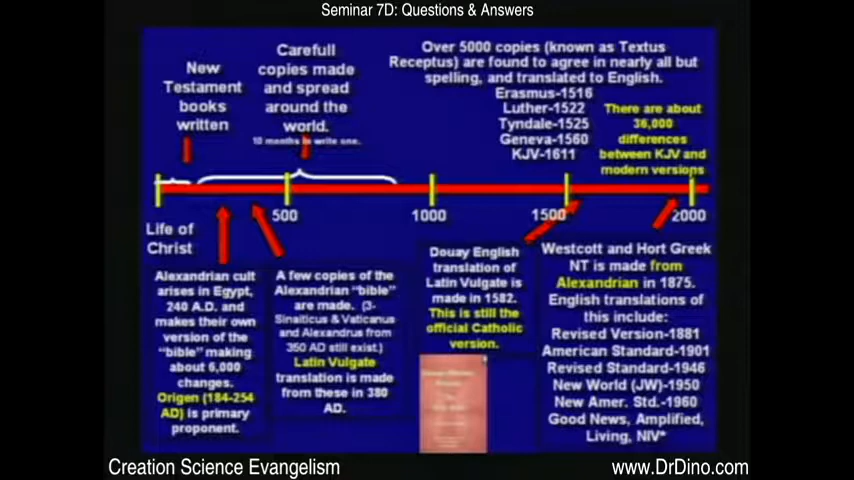 Seminar 7D: Questions & Answers
New
Testament
books
written
Carefull
copies made
and spread
around the
world.
10 months to write one.
Over 5000 copies (known as Textus
Receptus) are found to agree in nearly all but
spelling, and translated to English.
Erasmus-1516
Luther-1522
Tyndale-1525
Geneva-1560
KJV-1611
There are about
36,000
differences
between KJV and
modern versions
500
1000
1500
2000
Life of
Christ
Alexandrian cult
arises in Egypt,
240 A.D. and
makes their own
version of the
"bible" making
about 6,000
changes.
Origen (184-254
AD) is primary
proponent.
A few copies of the
Alexandrian "bible"
are made. (3-
Sinaiticus & Vaticanus
and Alexandrus from
350 AD still exist.)
Latin Vulgate
translation is made
from these in 380
AD.
Douay English
translation of
Latin Vulgate is
made in 1582.
This is still the
official Catholic
version.
Westcott and Hort Greek
NT is made from
Alexandrian in 1875.
English translations of
this include:
Revised Version-1881
American Standard-1901
Revised Standard-1946
New World (JW)-1950
New Amer. Std.-1960
Good News, Amplified,
Living, NIV*
Creation Science Evangelism
www.DrDino.com